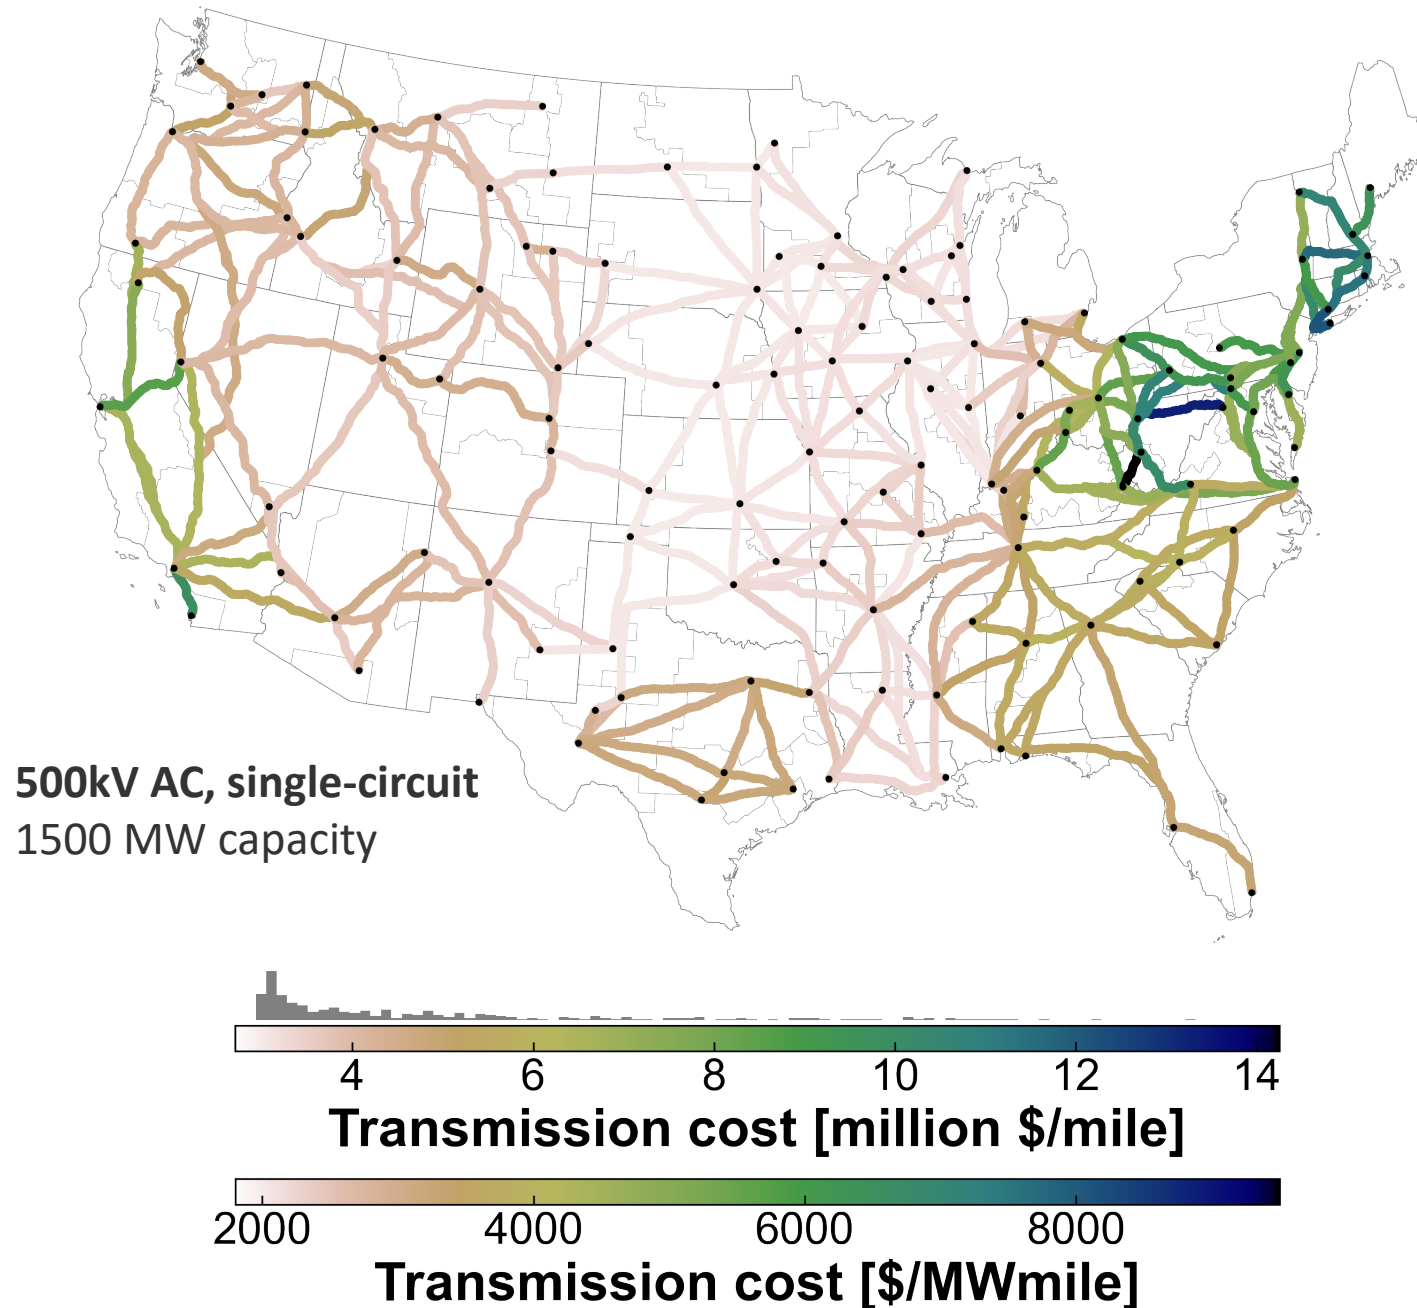 500kV AC, single-circuit
1500 MW capacity
4 6 8 10 12 14
Transmission cost [million $/mile]
2000 4000 6000 8000
Transmission cost [$/MWmile]